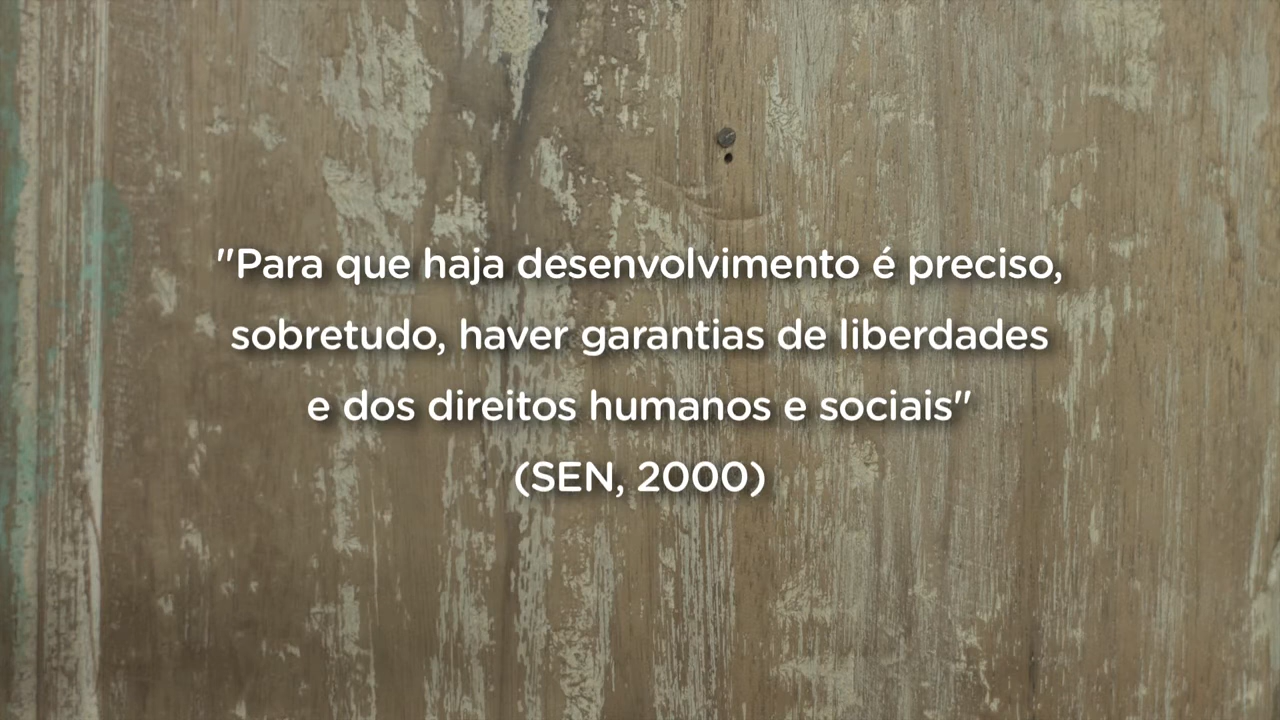 "Para que haja desenvolvimento é preciso,
sobretudo, haver garantias de liberdades
e dos direitos humanos e sociais"
(SEN, 2000)